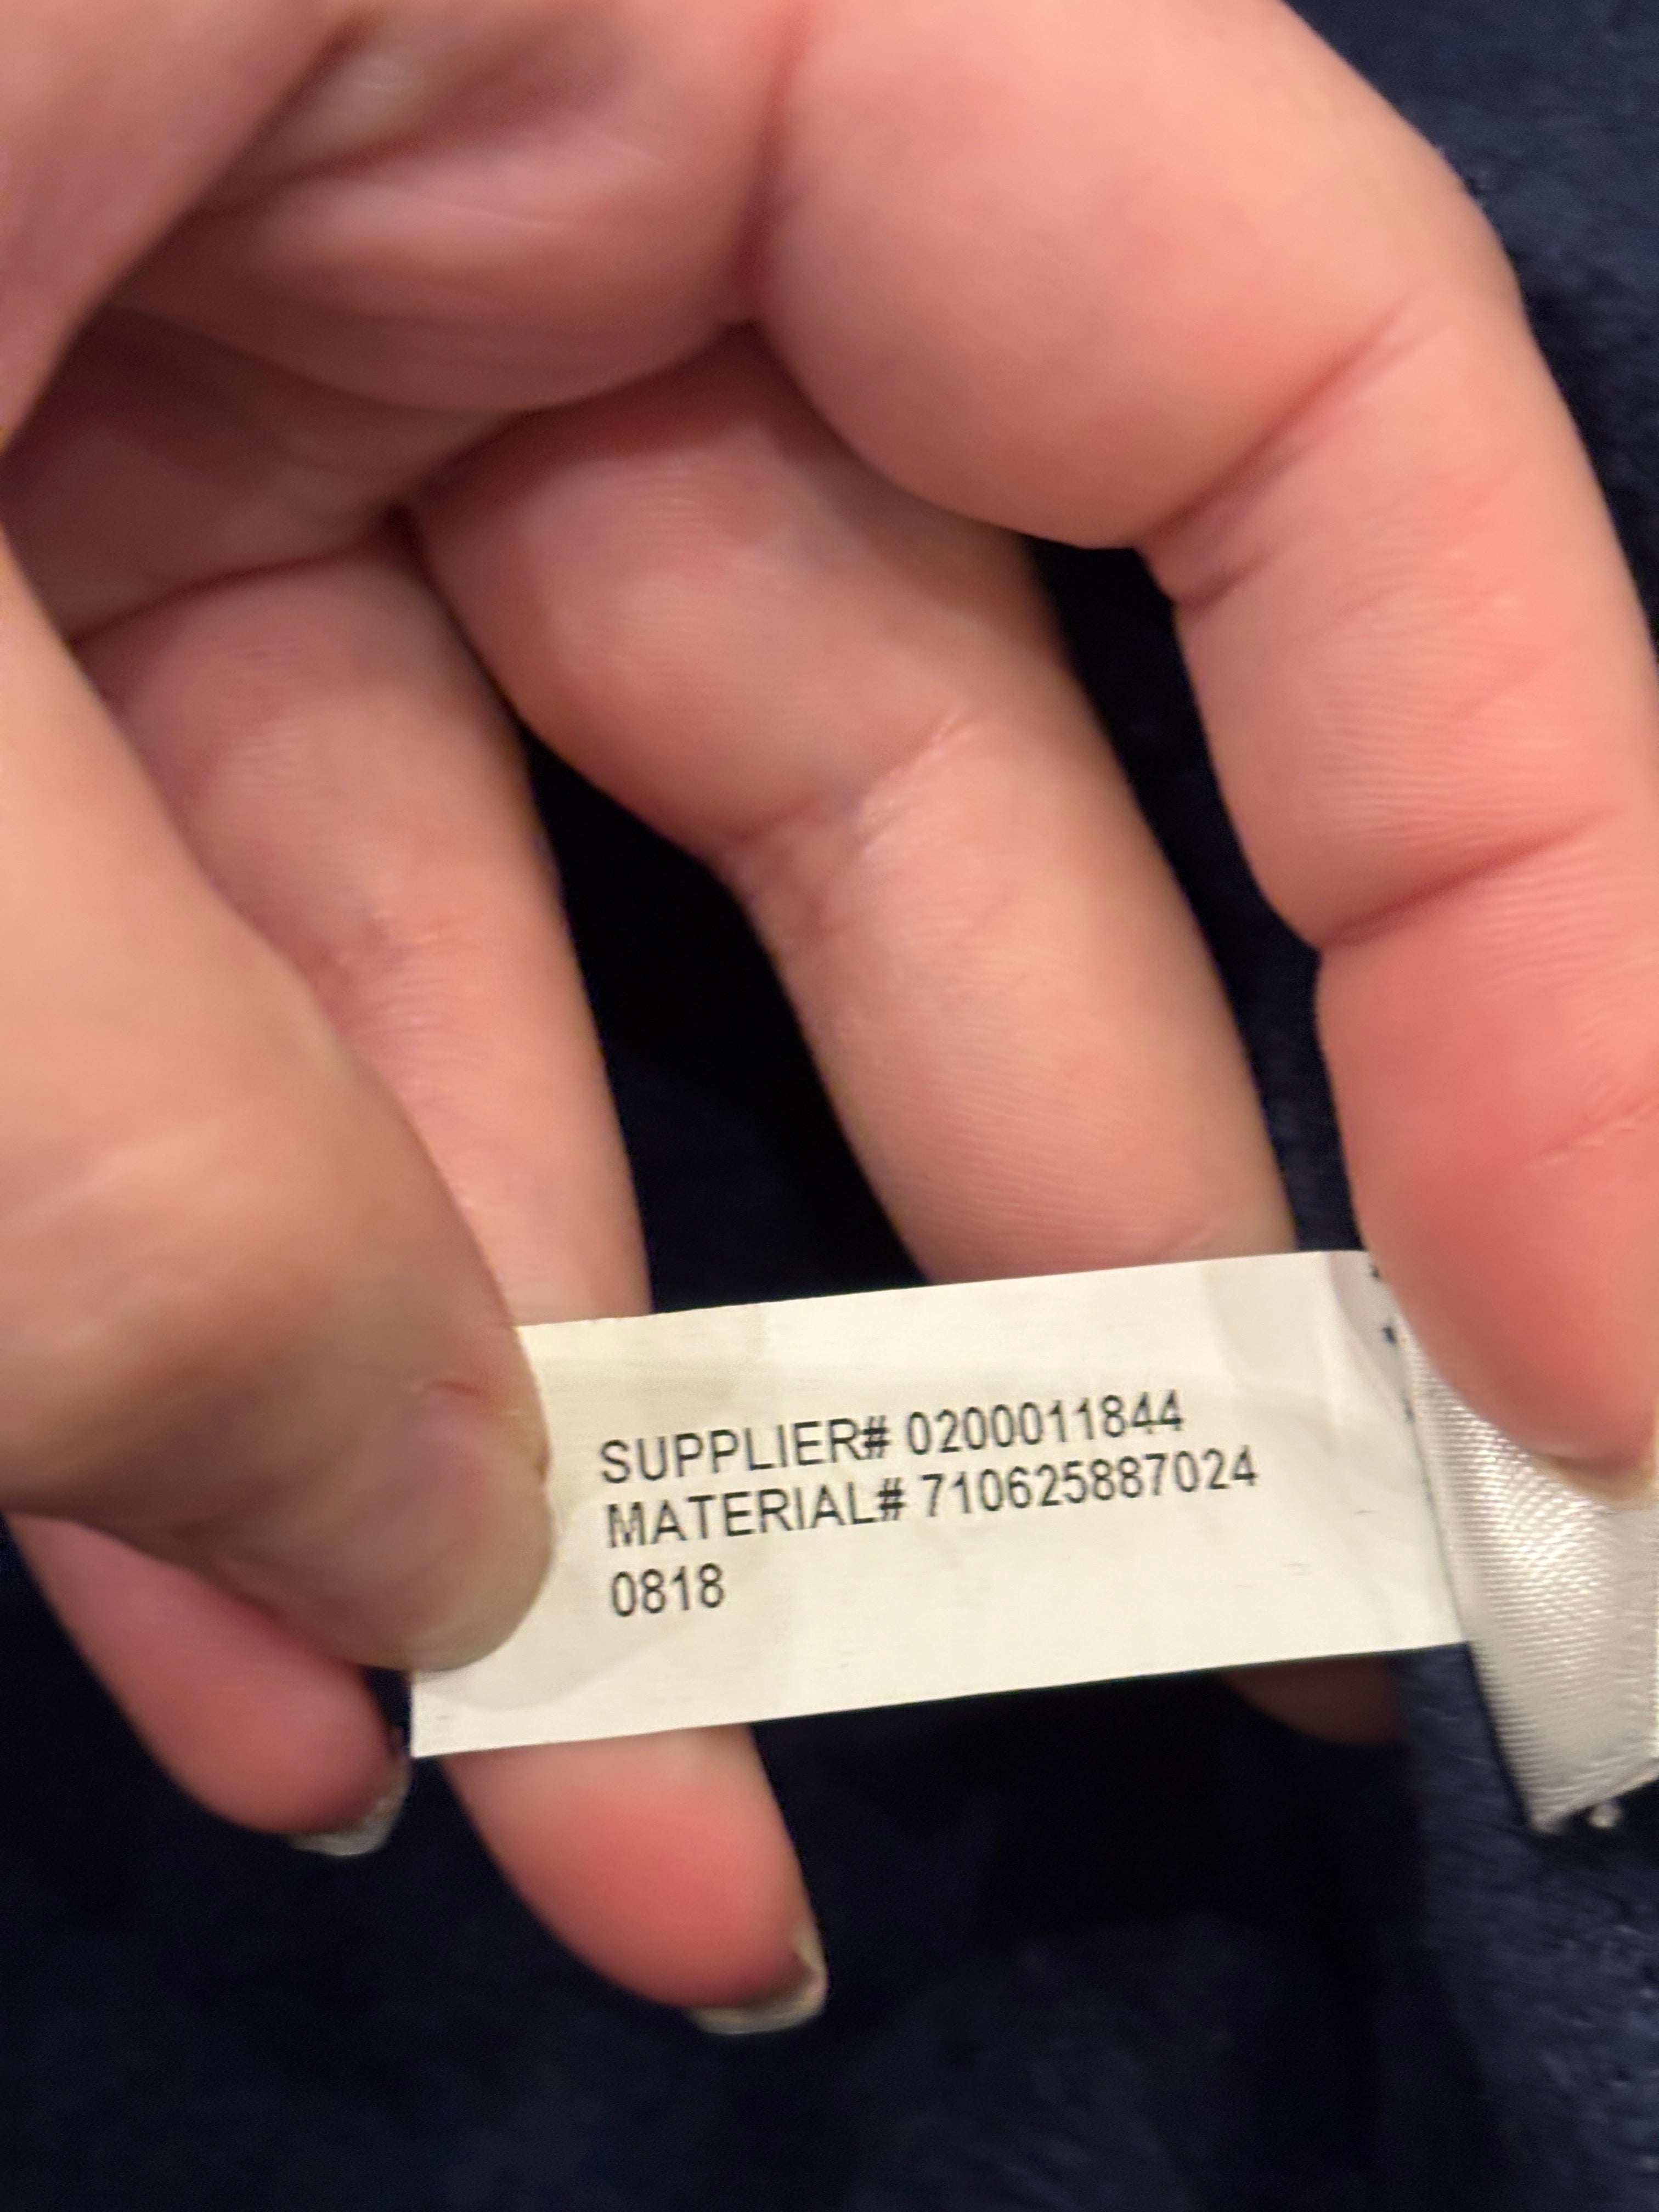 SUPPLIER# 0200011844
MATERIAL# 710625887024
0818